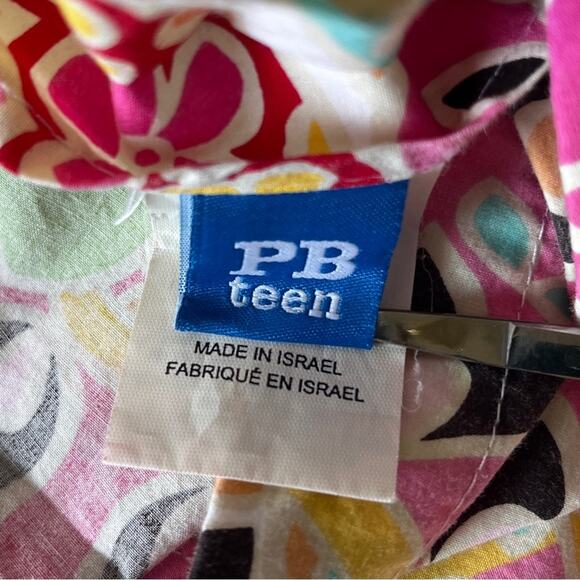 PB
teen
MADE IN ISRAEL
FABRIQUÉ EN ISRAEL